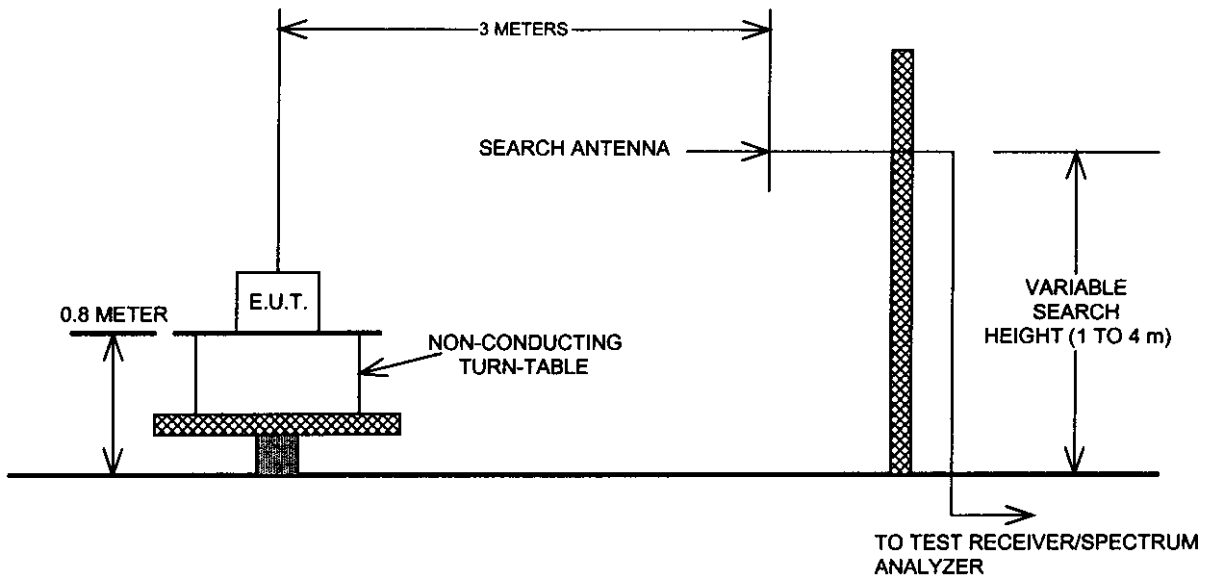 3 METERS
SEARCH ANTENNA
E.U.T.
0.8 METER
NON-CONDUCTING
TURN-TABLE
VARIABLE
SEARCH
HEIGHT (1 TO 4 m)
TO TEST RECEIVER/SPECTRUM
ANALYZER